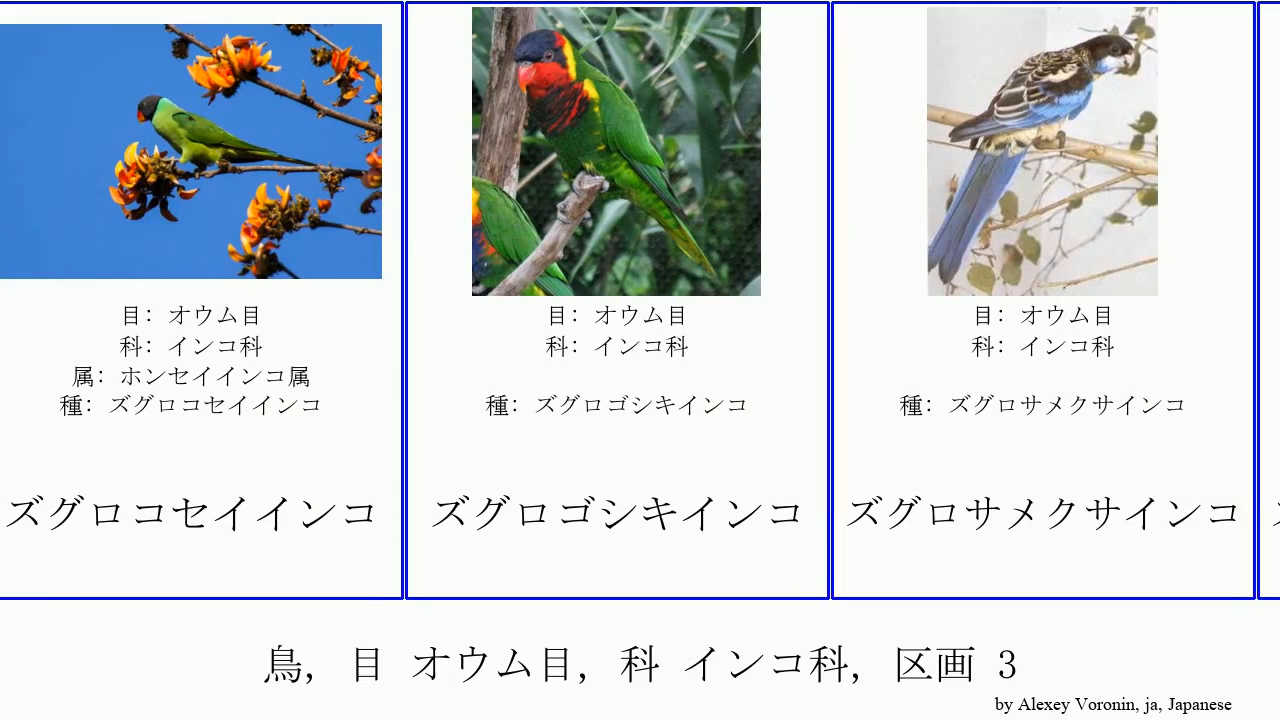 目: オウム目
科: インコ科
属: ホンセイインコ属
種: ズグロコセイインコ
ズグロコセイインコ
目: オウム目
科: インコ科
種: ズグロゴシキインコ
ズグロゴシキインコ
目: オウム目
科: インコ科
種: ズグロサメクサインコ
ズグロサメクサインコ
鳥, 目 オウム目, 科 インコ科, 区画 3
by Alexey Voronin, ja, Japanese